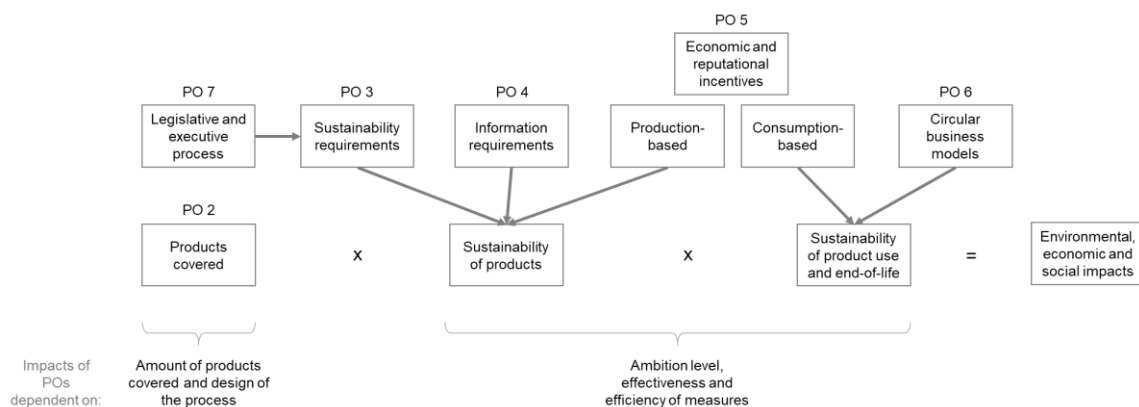 PO 5
Economic and
reputational
incentives
PO 7
Legislative and
executive
process
PO 3
Sustainability
requirements
PO 4
Information
requirements
Production-
based
Consumption-
based
PO 6
Circular
business
models
PO 2
Products
covered
x
Sustainability
of products
x
Sustainability
of product use
and end-of-life
=
Environmental,
economic and
social impacts
Impacts of
POs
dependent on:
Amount of products
covered and design of
the process
Ambition level,
effectiveness and
efficiency of measures